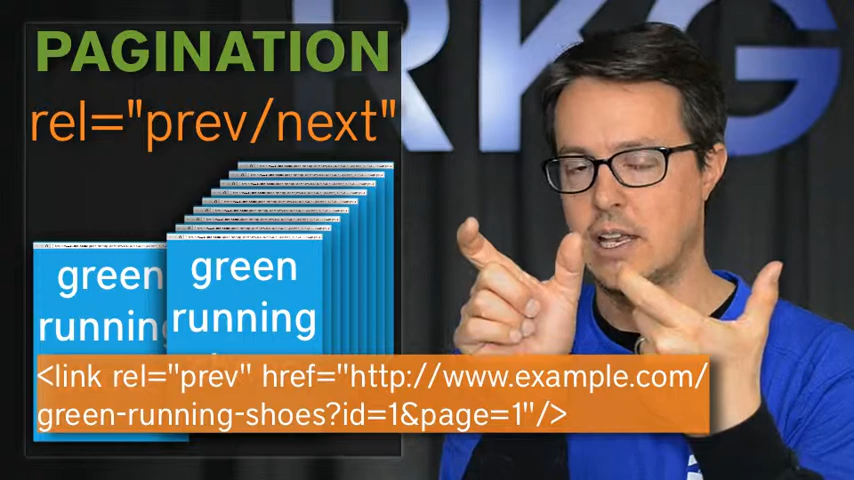 PAGINATION
RKG
rel="prev/next"
green
running
green
running
<link rel="prev" href="http://www.example.com/
green-running-shoes?id=1&page=1"/>